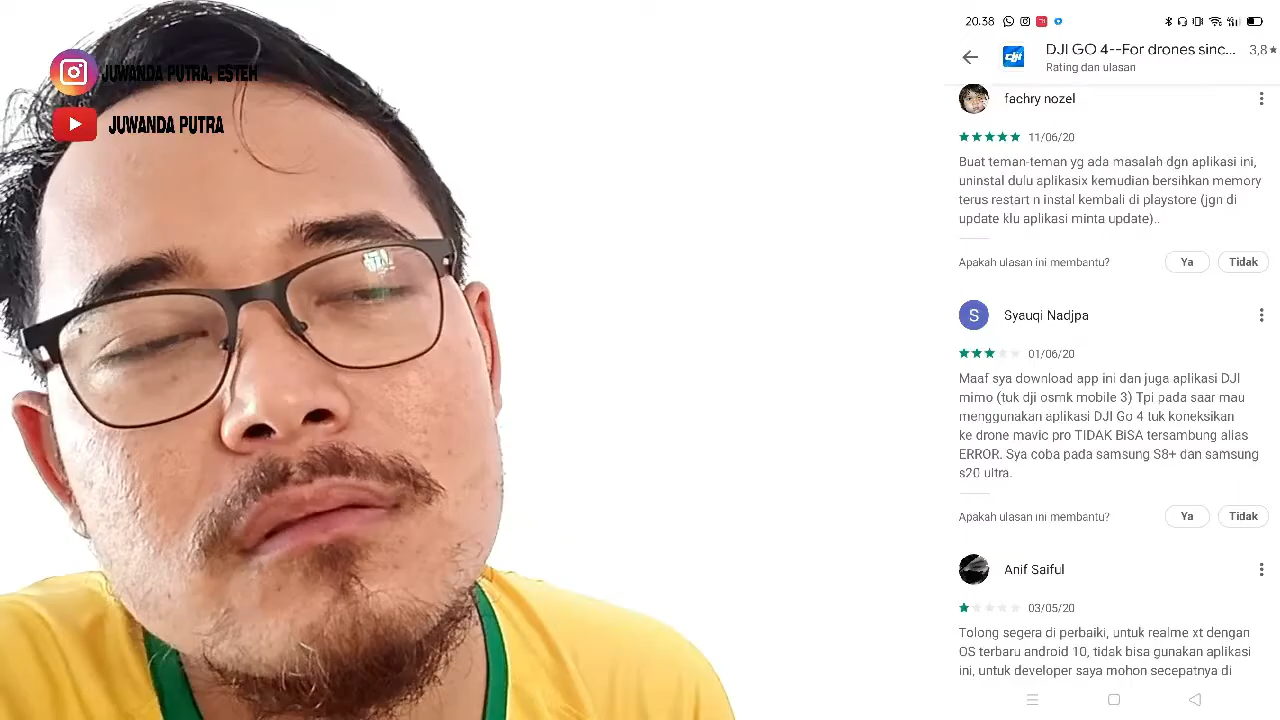 JUWANDA PUTRA, ESTEH
JUWANDA PUTRA
20.38
dji
DJI GO 4--For drones sinc...
3,8★
Rating dan ulasan
fachry nozel
11/06/20
Buat teman-teman yg ada masalah dgn aplikasi ini,
uninstal dulu aplikasix kemudian bersihkan memory
terus restart n instal kembali di playstore (jgn di
update klu aplikasi minta update)..
Apakah ulasan ini membantu?
Ya
Tidak
S
Syauqi Nadjpa
01/06/20
Maaf sya download app ini dan juga aplikasi DJI
mimo (tuk dji osmk mobile 3) Tpi pada saar mau
menggunakan aplikasi DJI Go 4 tuk koneksikan
ke drone mavic pro TIDAK BISA tersambung alias
ERROR. Sya coba pada samsung S8+ dan samsung
s20 ultra.
Apakah ulasan ini membantu?
Ya
Tidak
Anif Saiful
03/05/20
Tolong segera di perbaiki, untuk realme xt dengan
OS terbaru android 10, tidak bisa gunakan aplikasi
ini, untuk developer saya mohon secepatnya di